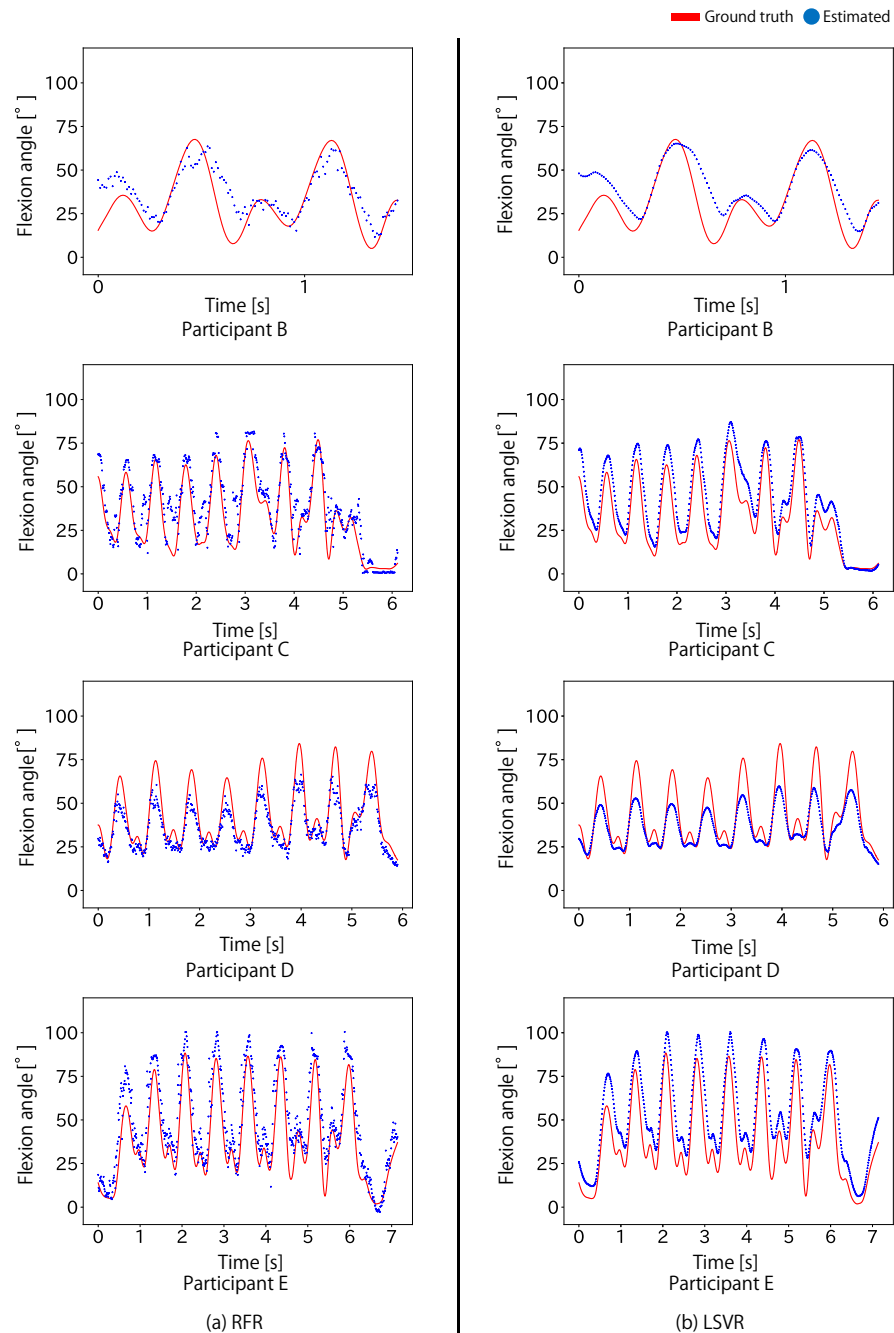 Ground truth Estimated
Flexion angle[°]
100
75
50
25
0
0 1
Time [s]
Participant B
Flexion angle[°]
100
75
50
25
0
0 1
Time [s]
Participant B
Flexion angle[°]
100
75
50
25
0
0 1 2 3 4 5 6
Time [s]
Participant C
Flexion angle[°]
100
75
50
25
0
0 1 2 3 4 5 6
Time [s]
Participant C
Flexion angle[°]
100
75
50
25
0
0 1 2 3 4 5 6
Time [s]
Participant D
Flexion angle[°]
100
75
50
25
0
0 1 2 3 4 5 6
Time [s]
Participant D
Flexion angle[°]
100
75
50
25
0
0 1 2 3 4 5 6 7
Time [s]
Participant E
Flexion angle[°]
100
75
50
25
0
0 1 2 3 4 5 6 7
Time [s]
Participant E
(a) RFR
(b) LSVR